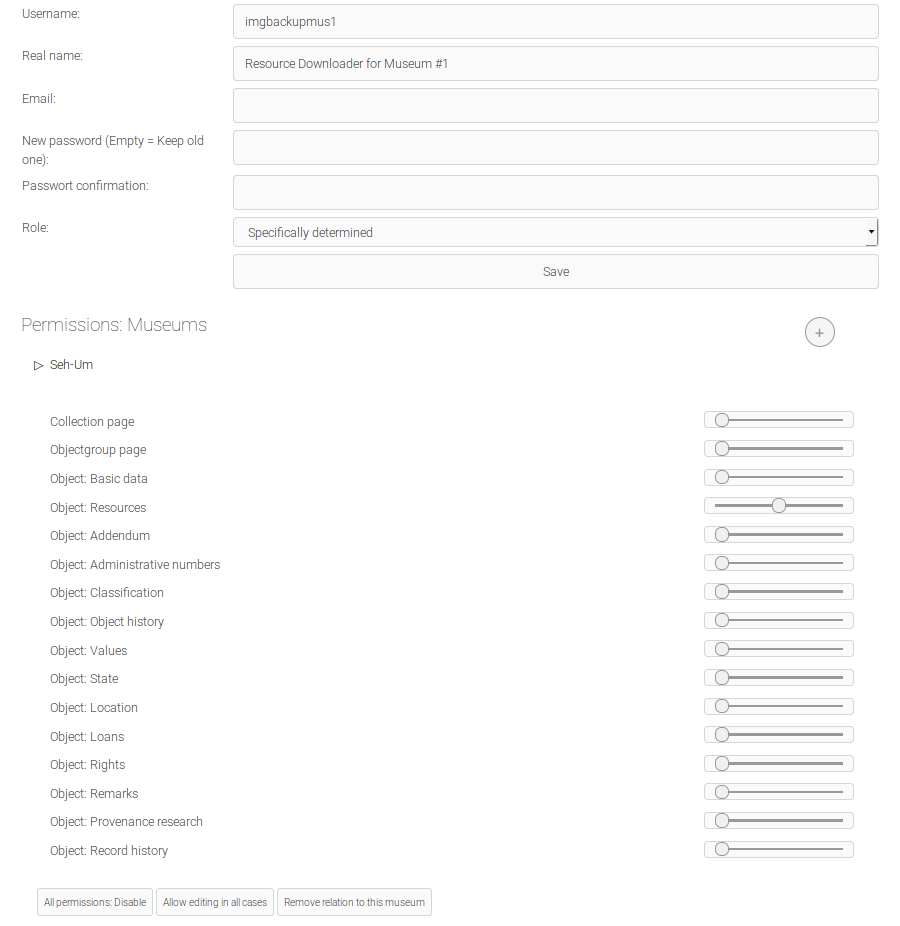 Username:
imgbackupmus1
Real name:
Resource Downloader for Museum #1
Email:
New password (Empty = Keep old
one):
Passwort confirmation:
Role:
Specifically determined
Save
Permissions: Museums
+
▷ Seh-Um
Collection page
Objectgroup page
Object: Basic data
Object: Resources
Object: Addendum
Object: Administrative numbers
Object: Classification
Object: Object history
Object: Values
Object: State
Object: Location
Object: Loans
Object: Rights
Object: Remarks
Object: Provenance research
Object: Record history
All permissions: Disable
Allow editing in all cases
Remove relation to this museum